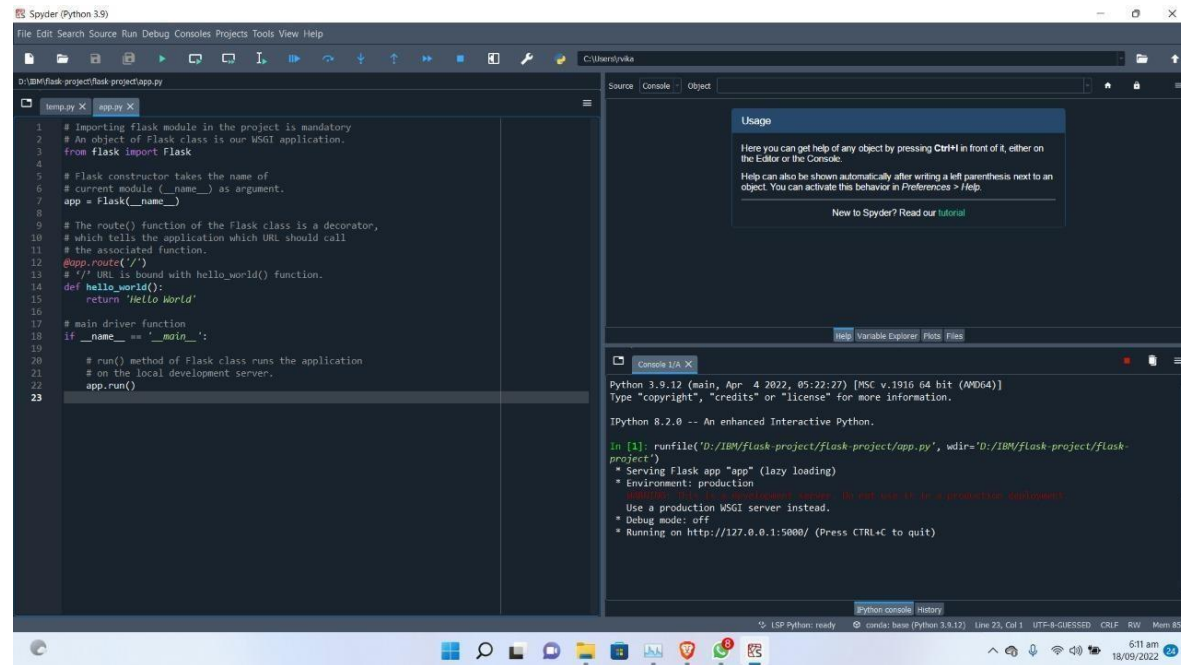 Spyder (Python 3.9)
File Edit Search Source Run Debug Consoles Projects Tools View Help
C:\Users\rvika
D:\IBM\flask-project\flask-project\app.py
temp.py X app.py X
1 # Importing flask module in the project is mandatory
2 # An object of Flask class is our WSGI application.
3 from flask import Flask
4
5 # Flask constructor takes the name of
6 # current module (__name__) as argument.
7 app = Flask(__name__)
8
9 # The route() function of the Flask class is a decorator,
10 # which tells the application which URL should call
11 # the associated function.
12 @app.route('/')
13 # ‘/’ URL is bound with hello_world() function.
14 def hello_world():
15 return 'Hello World'
16
17 # main driver function
18 if __name__ == '__main__':
19
20 # run() method of Flask class runs the application
21 # on the local development server.
22 app.run()
23
Source Console Object
Usage
Here you can get help of any object by pressing Ctrl+I in front of it, either on
the Editor or the Console.
Help can also be shown automatically after writing a left parenthesis next to an
object. You can activate this behavior in Preferences > Help.
New to Spyder? Read our tutorial
Help Variable Explorer Plots Files
Console 1/A X
Python 3.9.12 (main, Apr 4 2022, 05:22:27) [MSC v.1916 64 bit (AMD64)]
Type "copyright", "credits" or "license" for more information.
IPython 8.2.0 -- An enhanced Interactive Python.
In [1]: runfile('D:/IBM/flask-project/flask-project/app.py', wdir='D:/IBM/flask-project/flask-
project')
* Serving Flask app "app" (lazy loading)
* Environment: production
WARNING: This is a development server. Do not use it in a production deployment.
Use a production WSGI server instead.
* Debug mode: off
* Running on http://127.0.0.1:5000/ (Press CTRL+C to quit)
IPython console History
LSP Python: ready conda: base (Python 3.9.12) Line 23, Col 1 UTF-8-GUESSED CRLF RW Mem 85
6:11 am
18/09/2022
24
8